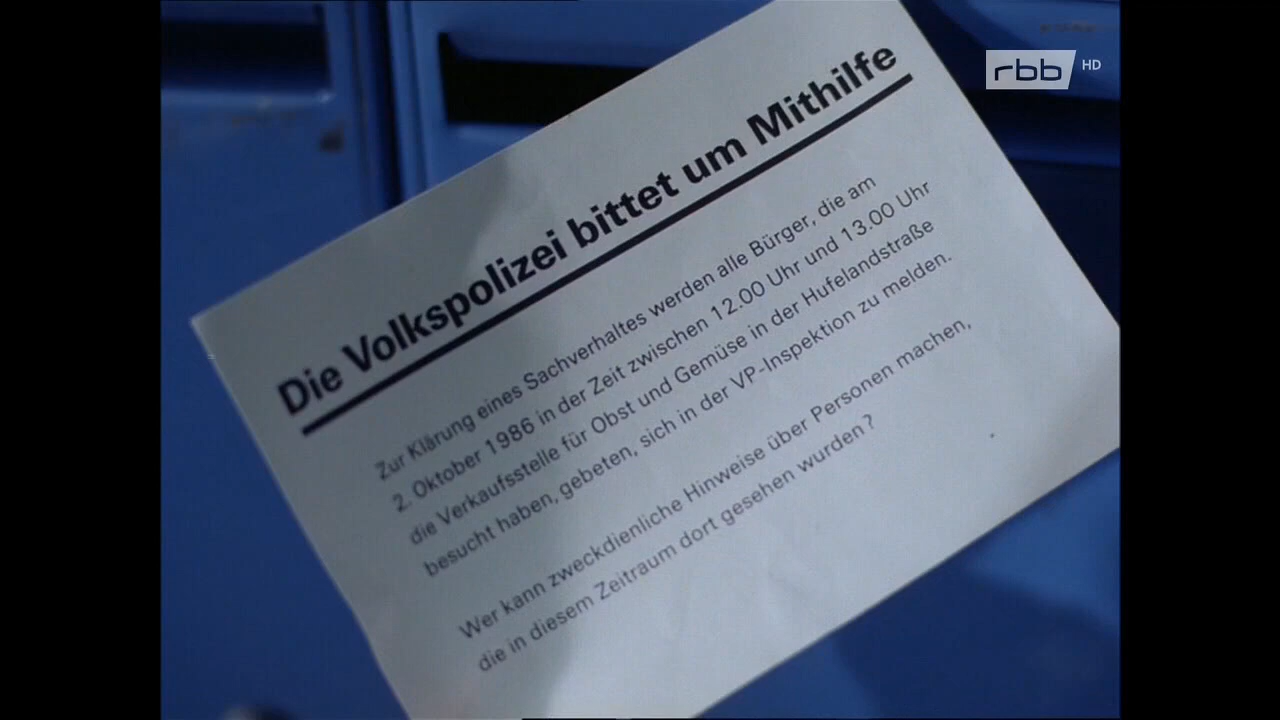 rbb HD
Die Volkspolizei bittet um Mithilfe
Zur Klärung eines Sachverhaltes werden alle Bürger, die am
2. Oktober 1986 in der Zeit zwischen 12.00 Uhr und 13.00 Uhr
die Verkaufsstelle für Obst und Gemüse in der Hufelandstraße
besucht haben, gebeten, sich in der VP-Inspektion zu melden.
Wer kann zweckdienliche Hinweise über Personen machen,
die in diesem Zeitraum dort gesehen wurden?